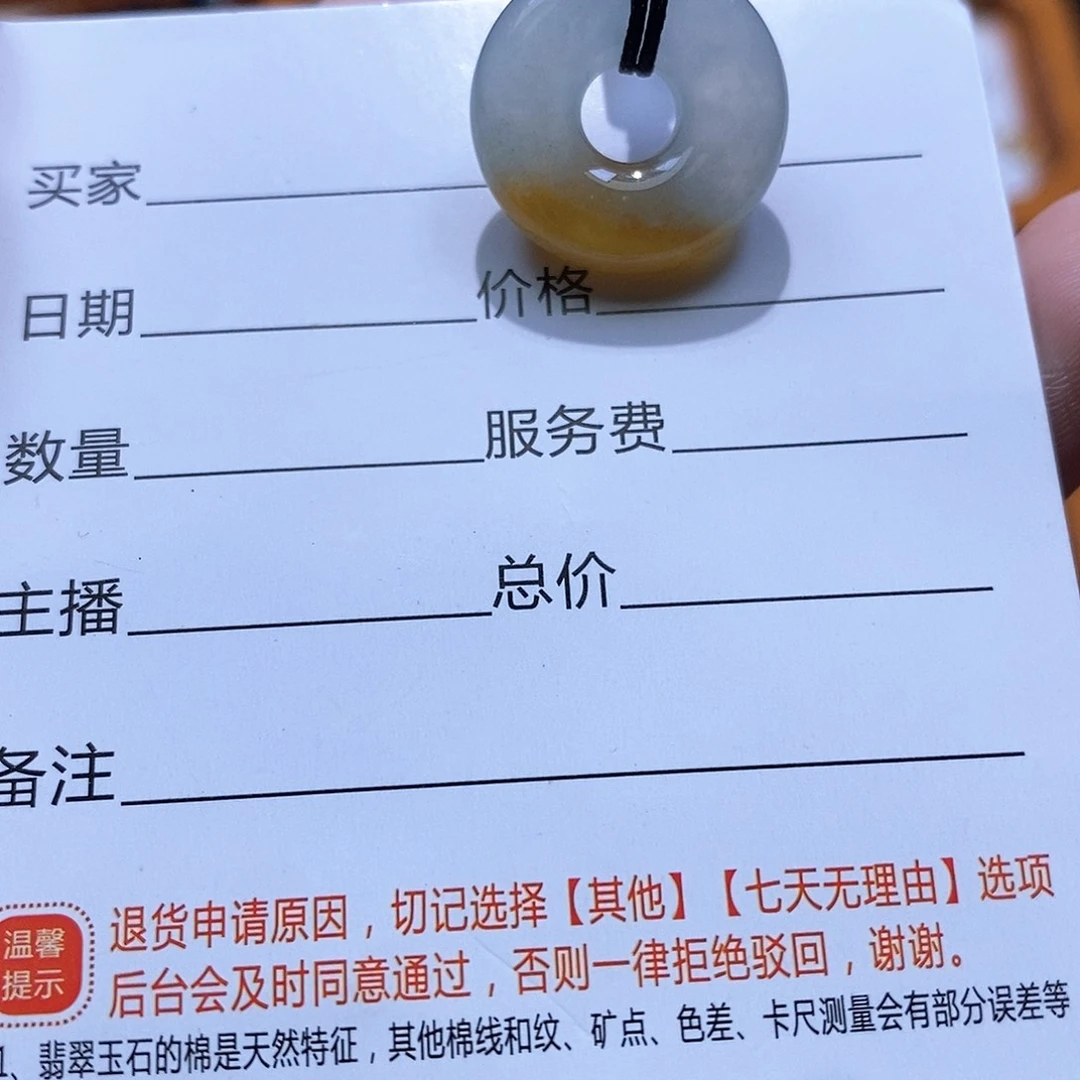 买家
日期 价格
数量 服务费
主播 总价
备注
温馨提示
退货申请原因，切记选择【其他】【七天无理由】选项
后台会及时同意通过，否则一律拒绝驳回，谢谢。
1、翡翠玉石的棉是天然特征，其他棉线和纹、矿点、色差、卡尺测量会有部分误差等